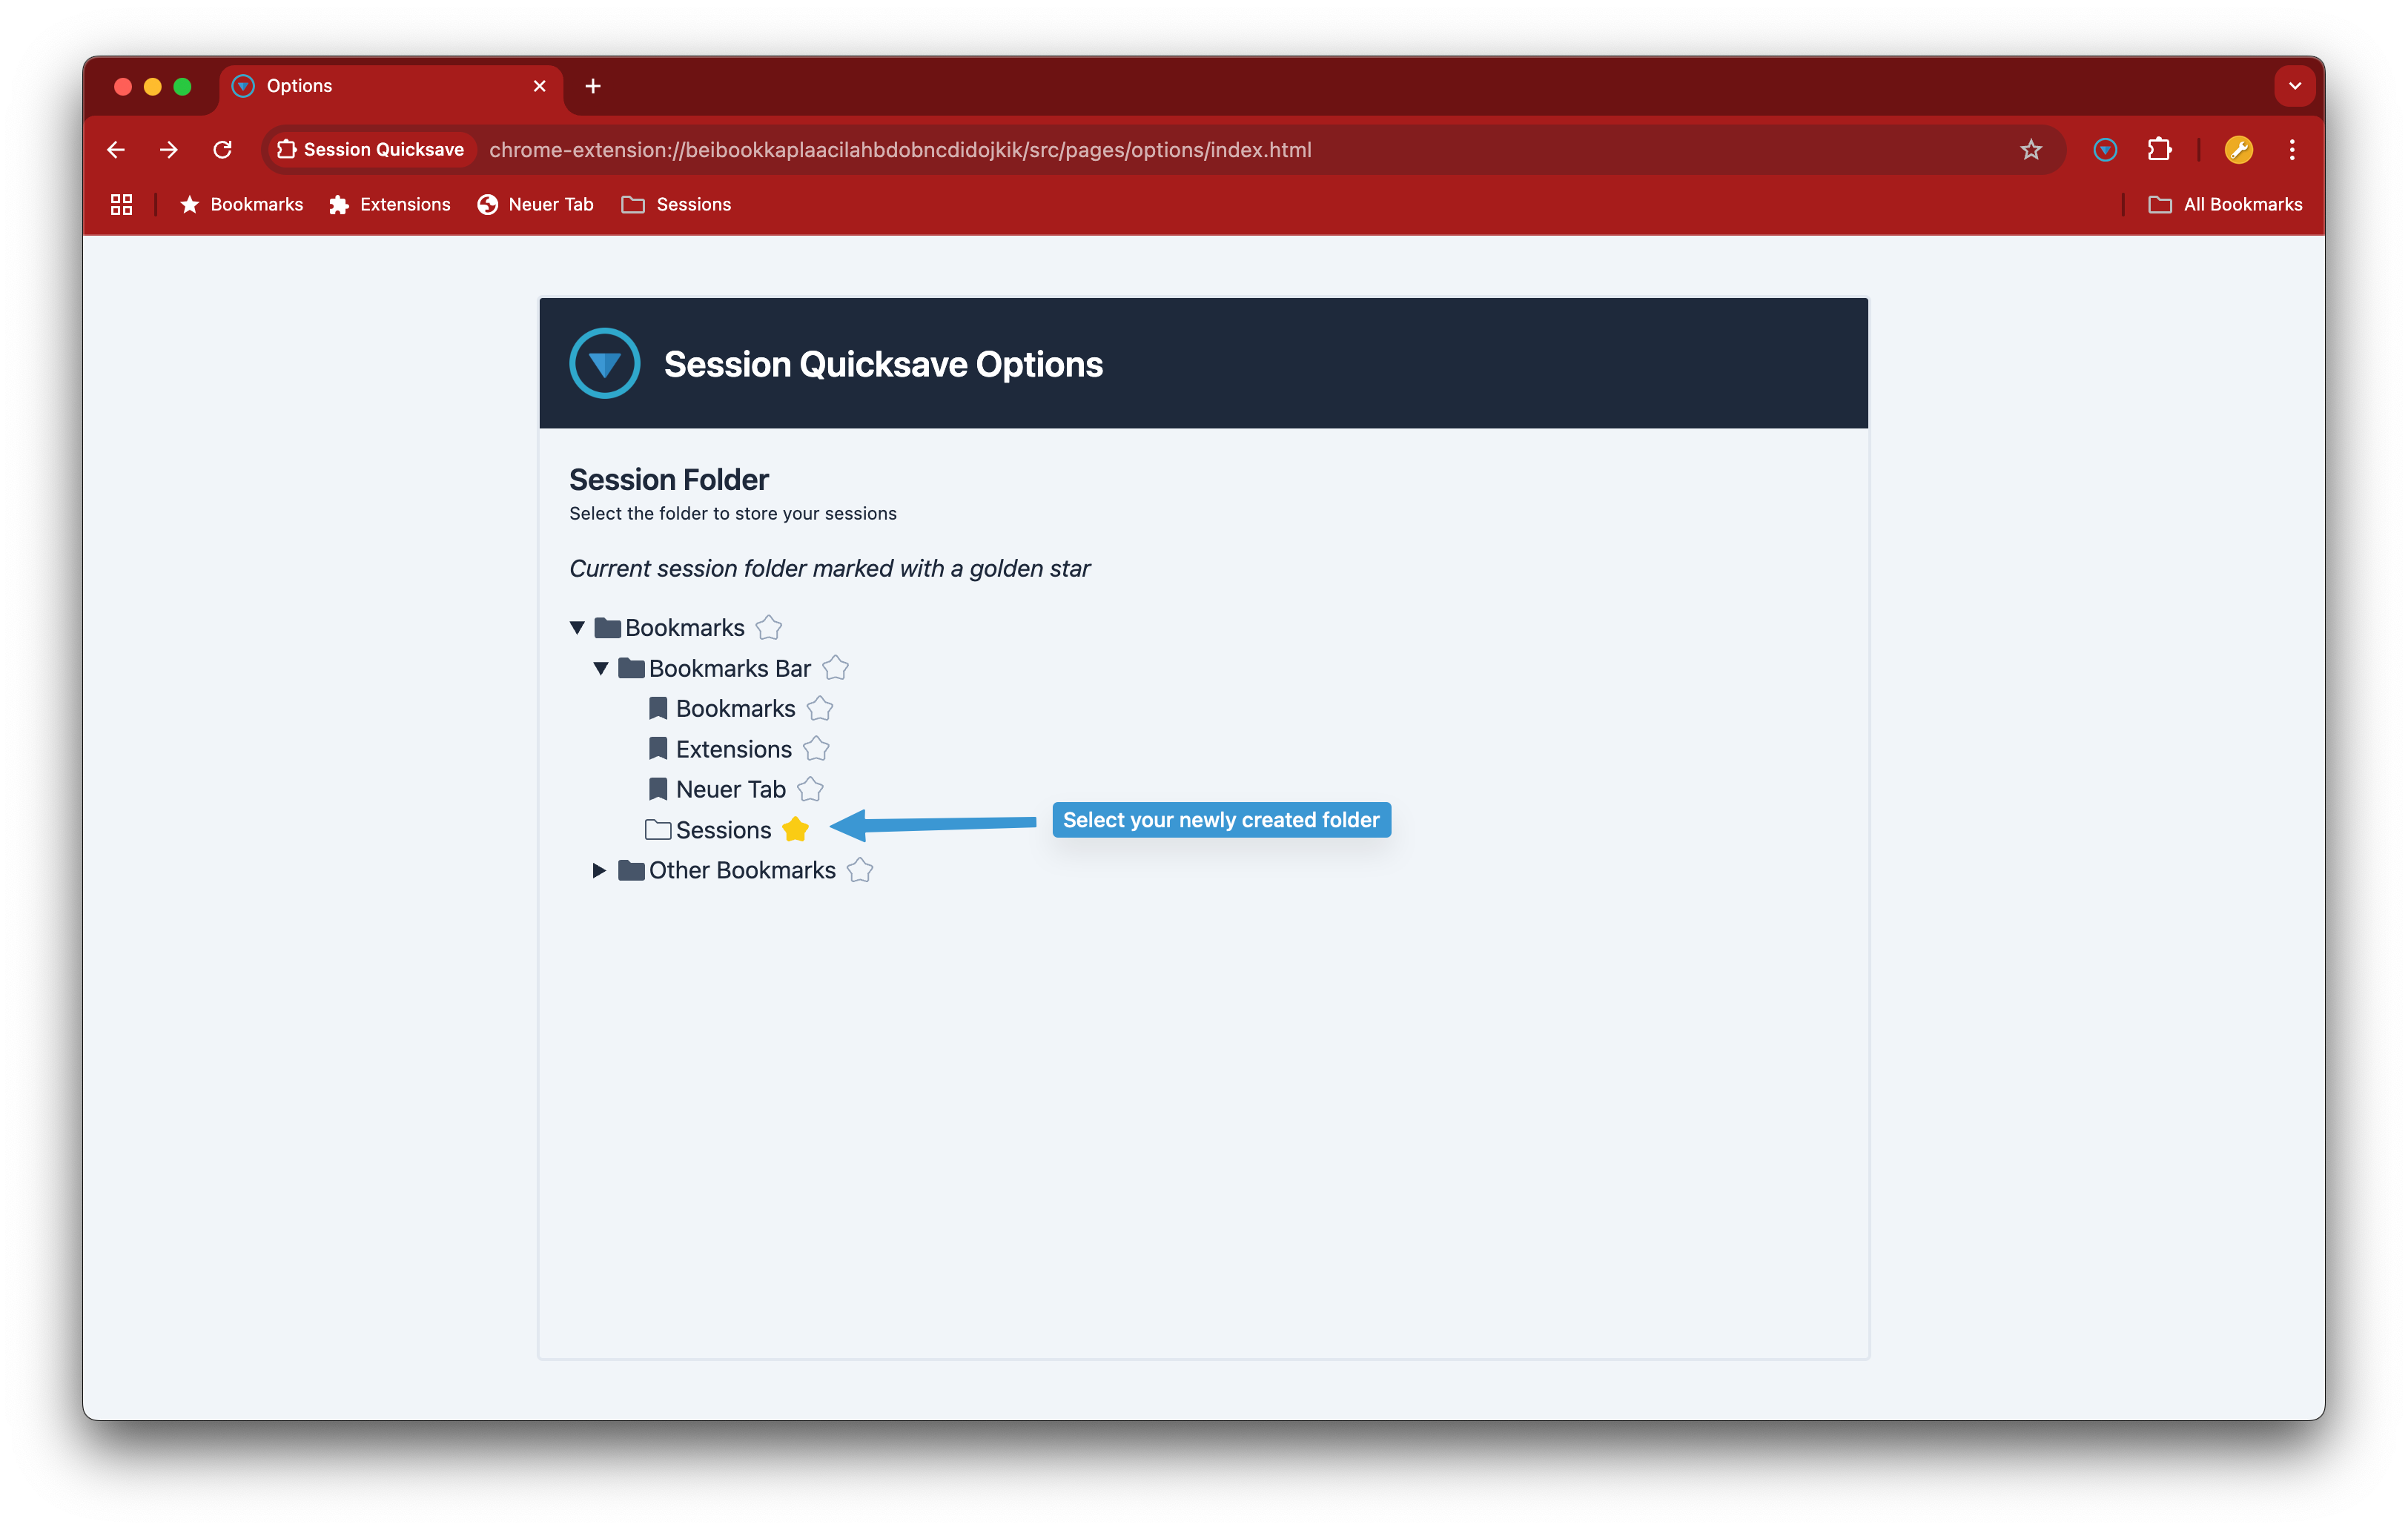 Options
Session Quicksave chrome-extension://beibookkaplaacilahbdobncdidojkik/src/pages/options/index.html
Bookmarks Extensions Neuer Tab Sessions All Bookmarks
Session Quicksave Options
Session Folder
Select the folder to store your sessions
Current session folder marked with a golden star
Bookmarks
Bookmarks Bar
Bookmarks
Extensions
Neuer Tab
Sessions Select your newly created folder
Other Bookmarks